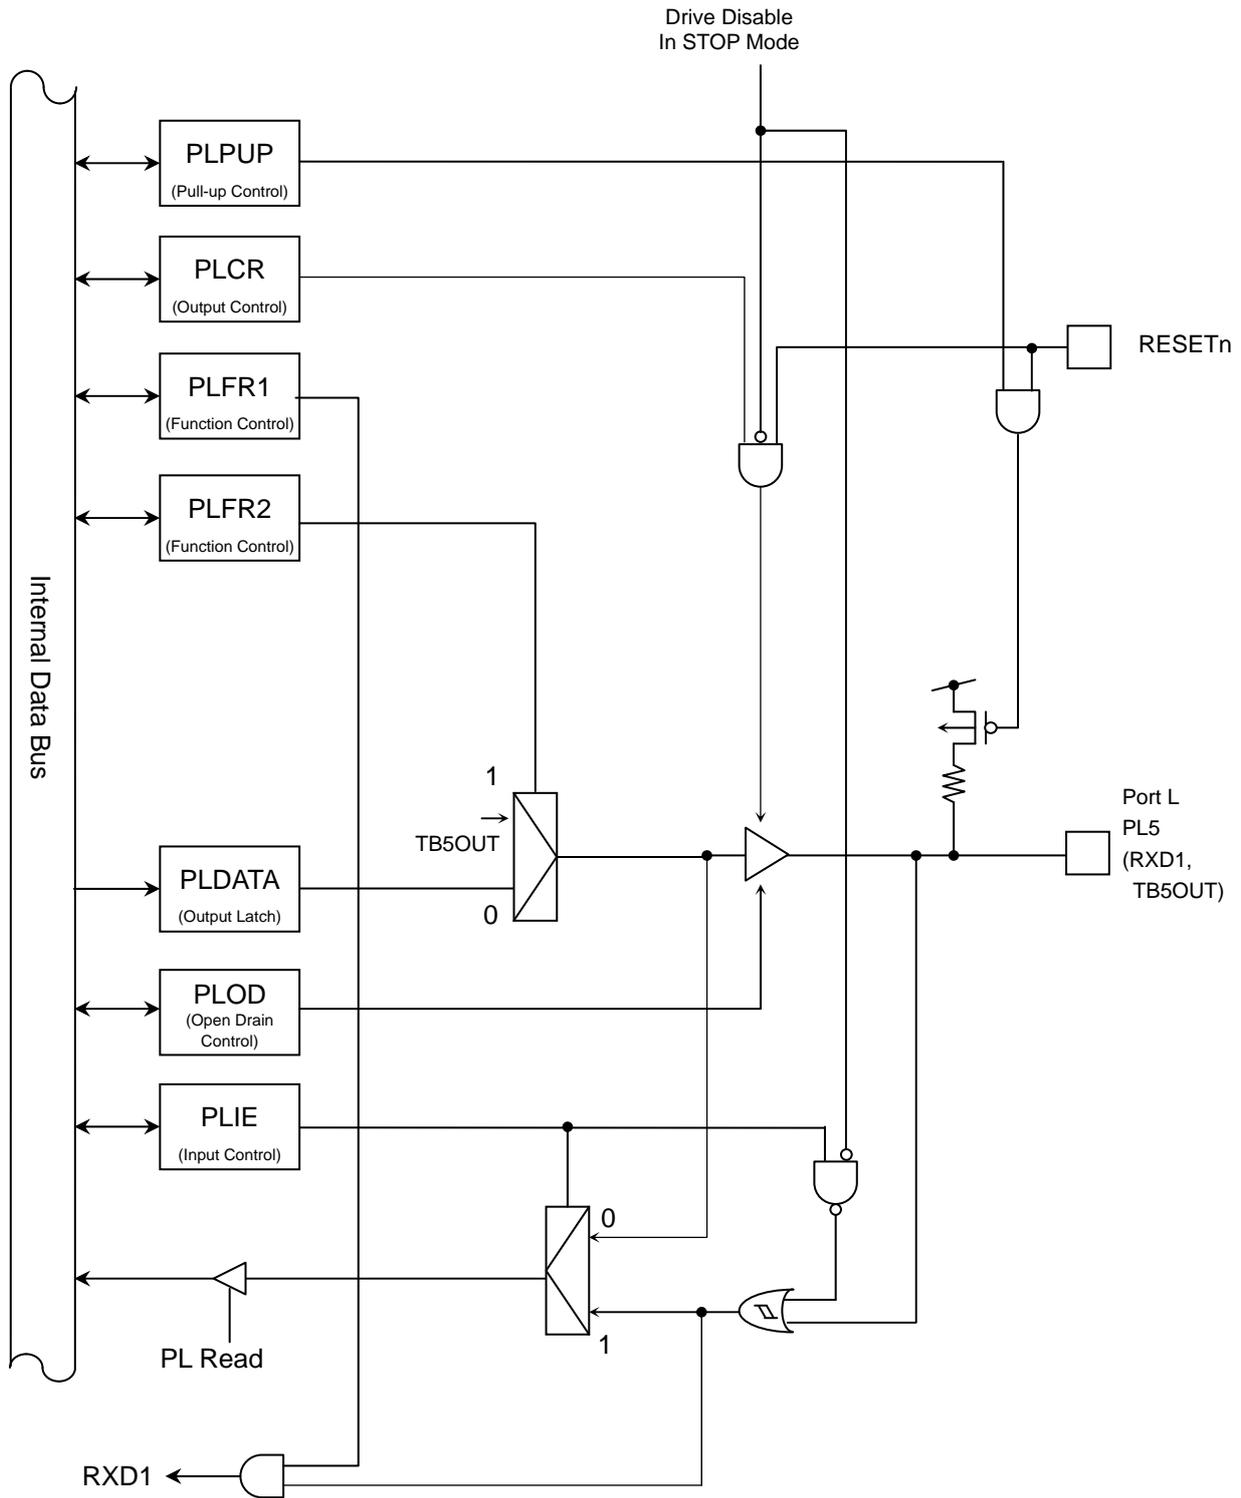 Drive Disable
In STOP Mode
PLPUP
(Pull-up Control)
PLCR
(Output Control)
RESETn
PLFR1
(Function Control)
PLFR2
(Function Control)
Internal Data Bus
1
TB5OUT
0
Port L
PL5
(RXD1,
TB5OUT)
PLDATA
(Output Latch)
PLOD
(Open Drain
Control)
PLIE
(Input Control)
0
1
PL Read
RXD1